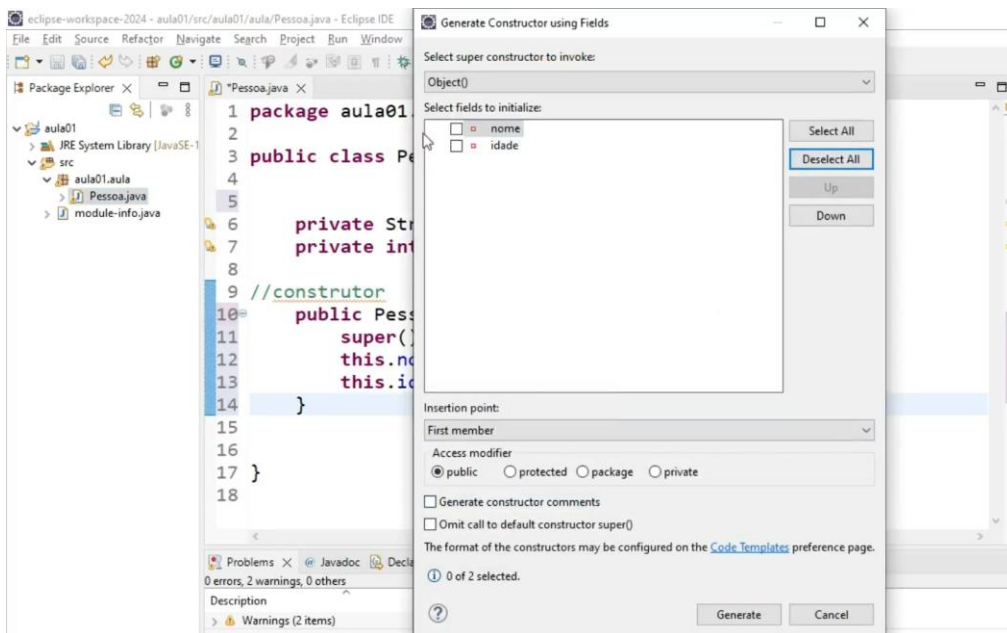 eclipse-workspace-2024 - aula01/src/aula01/aula/Pessoa.java - Eclipse IDE
File Edit Source Refactor Navigate Search Project Run Window
Package Explorer
aula01
JRE System Library [JavaSE-1
src
aula01.aula
Pessoa.java
module-info.java
*Pessoa.java
1 package aula01.
2
3 public class Pe
4
5
6 private Str
7 private int
8
9 //construtor
10 public Pess
11 super()
12 this.no
13 this.id
14 }
15
16
17 }
18
Problems Javadoc Decla
0 errors, 2 warnings, 0 others
Description
Warnings (2 items)
Generate Constructor using Fields
Select super constructor to invoke:
Object()
Select fields to initialize:
nome
idade
Select All
Deselect All
Up
Down
Insertion point:
First member
Access modifier
public protected package private
Generate constructor comments
Omit call to default constructor super()
The format of the constructors may be configured on the Code Templates preference page.
0 of 2 selected.
Generate Cancel